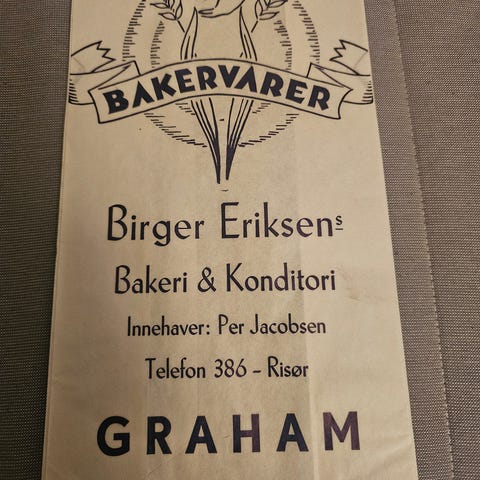 BAKERVARER
Birger Eriksens
Bakeri & Konditori
Innehaver: Per Jacobsen
Telefon 386 - Risør
GRAHAM